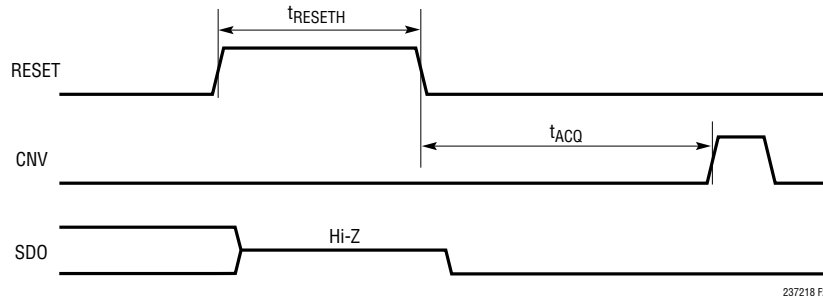 tRESETH
RESET
tACQ
CNV
Hi-Z
SDO
237218 F